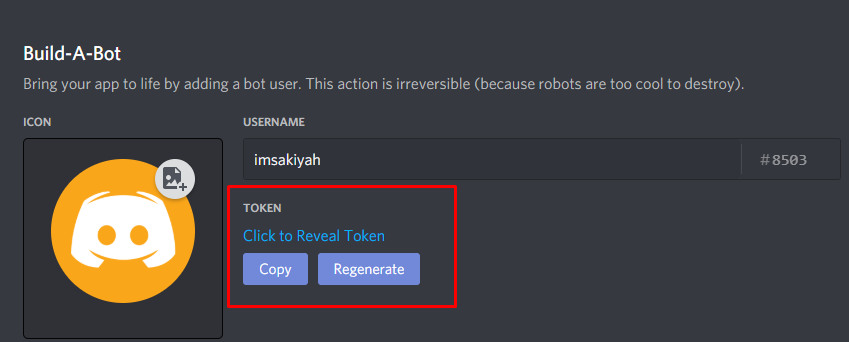 Build-A-Bot
Bring your app to life by adding a bot user. This action is irreversible (because robots are too cool to destroy).
ICON
USERNAME
imsakiyah
#8503
TOKEN
Click to Reveal Token
Copy
Regenerate